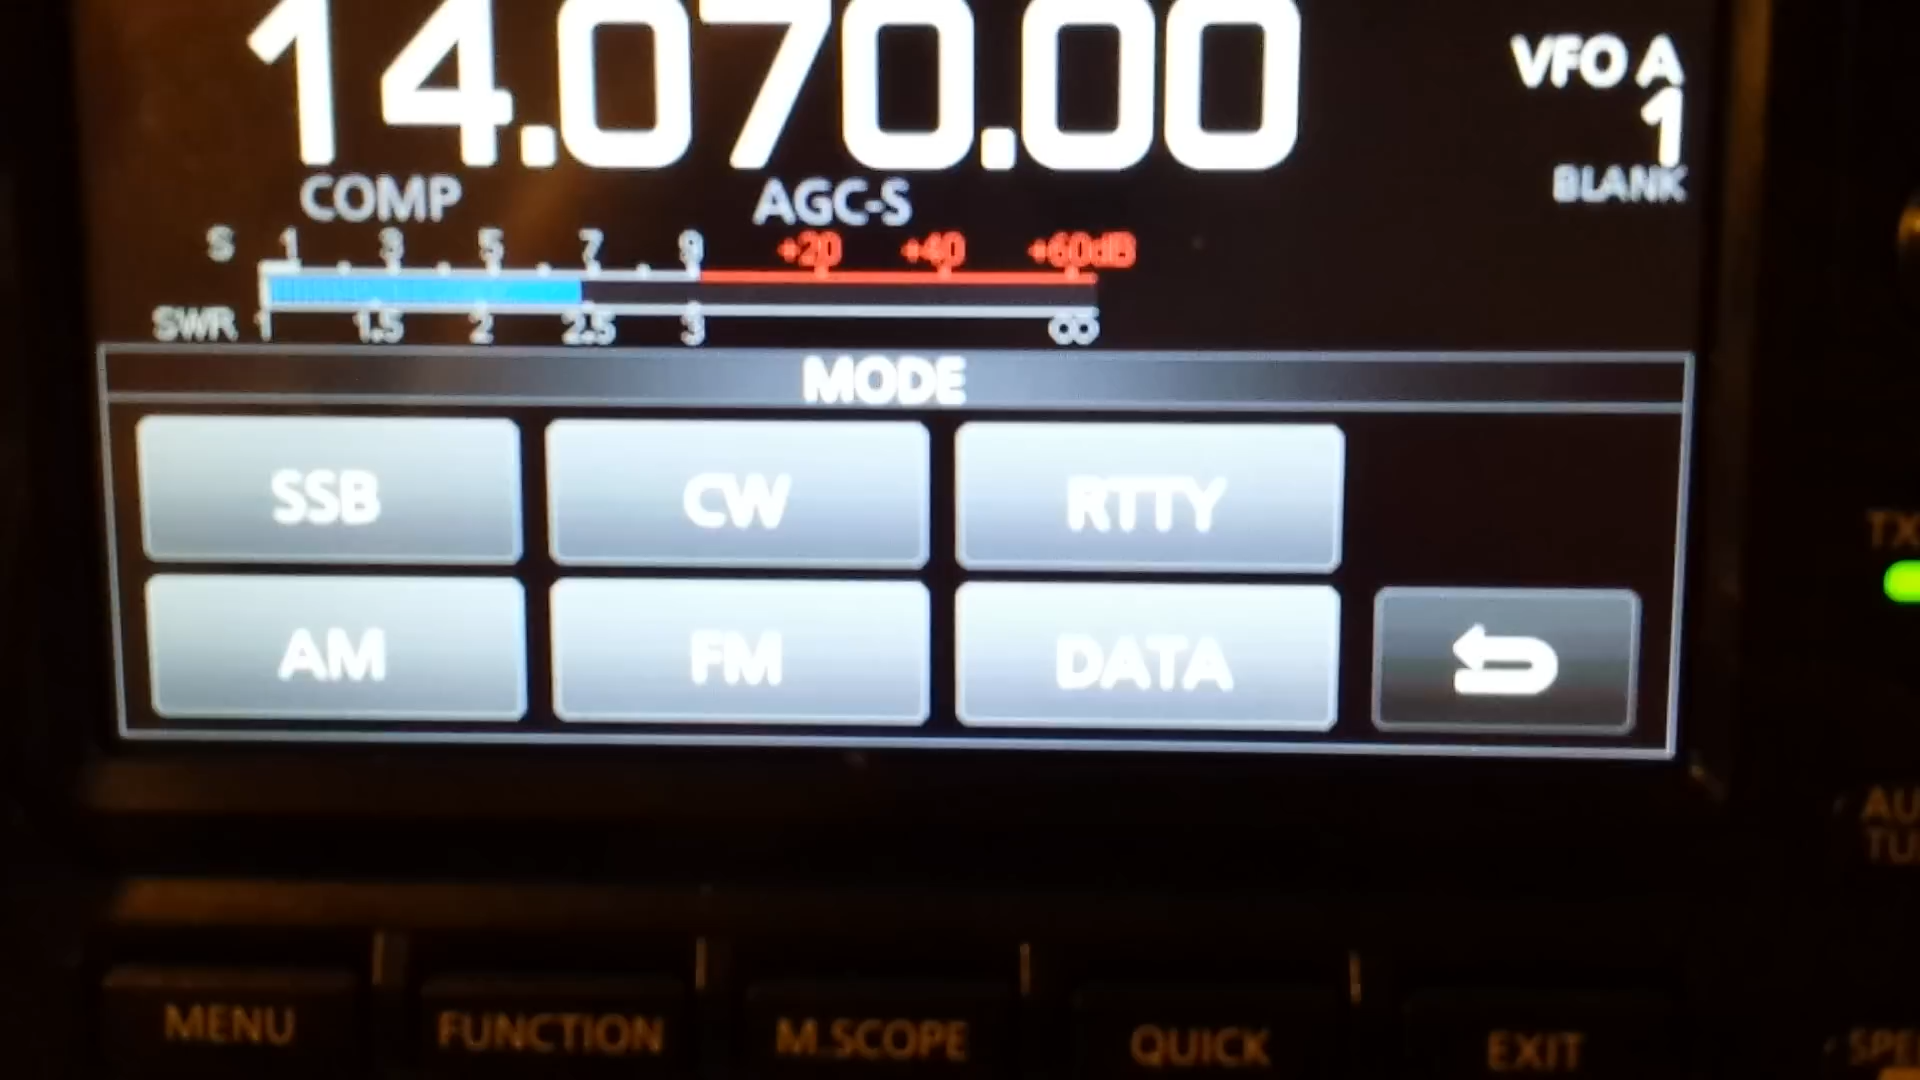 14.070.00
VFO A
1
BLANK
COMP AGC-S
S 1 3 5 7 9 +20 +40 +60dB
SWR 1 1.5 2 2.5 3 ∞
MODE
SSB CW RTTY
AM FM DATA
TX
MENU FUNCTION M.SCOPE QUICK EXIT